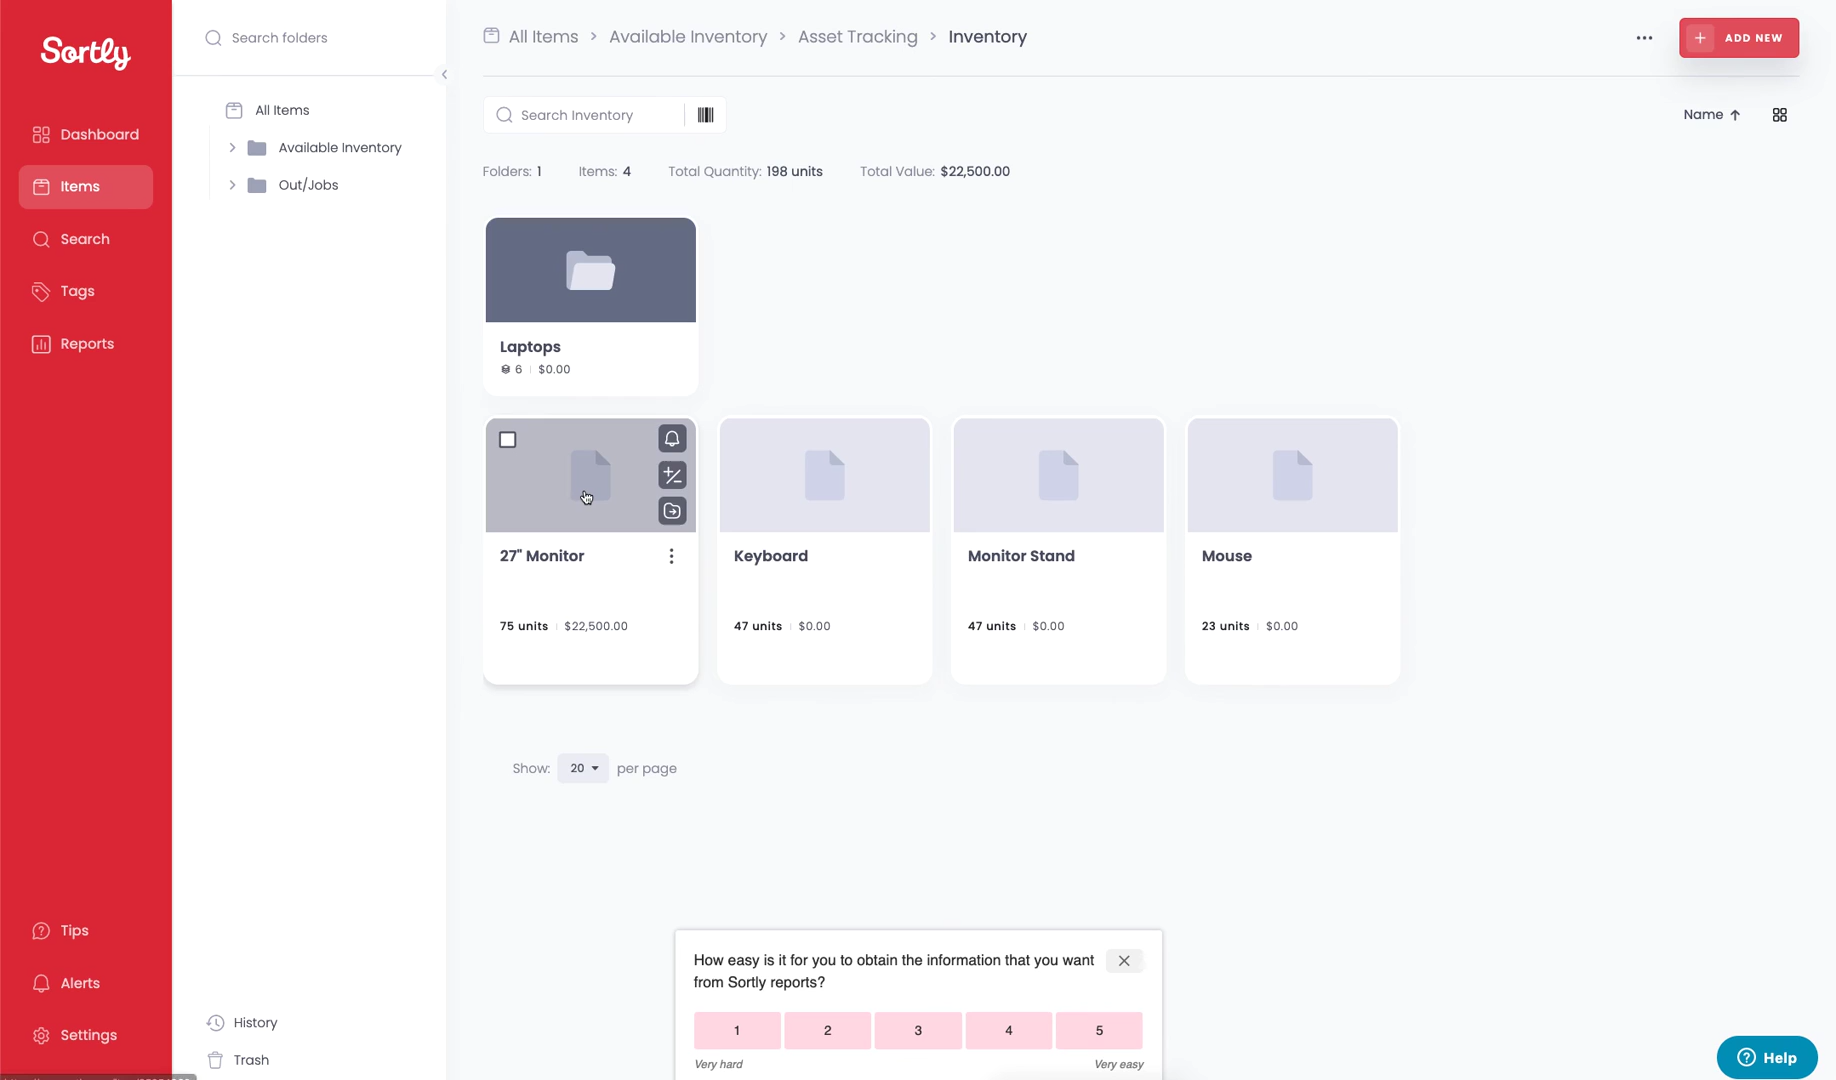 Sortly
Dashboard
Items
Search
Tags
Reports
Tips
Alerts
Settings
Search folders
All Items
Available Inventory
Out/Jobs
History
Trash
All Items > Available Inventory > Asset Tracking > Inventory
... + ADD NEW
Search Inventory
Name ↑
Folders: 1 Items: 4 Total Quantity: 198 units Total Value: $22,500.00
Laptops
6 | $0.00
27" Monitor
75 units | $22,500.00
Keyboard
47 units | $0.00
Monitor Stand
47 units | $0.00
Mouse
23 units | $0.00
Show: 20 per page
How easy is it for you to obtain the information that you want
from Sortly reports?
1 2 3 4 5
Very hard Very easy
Help